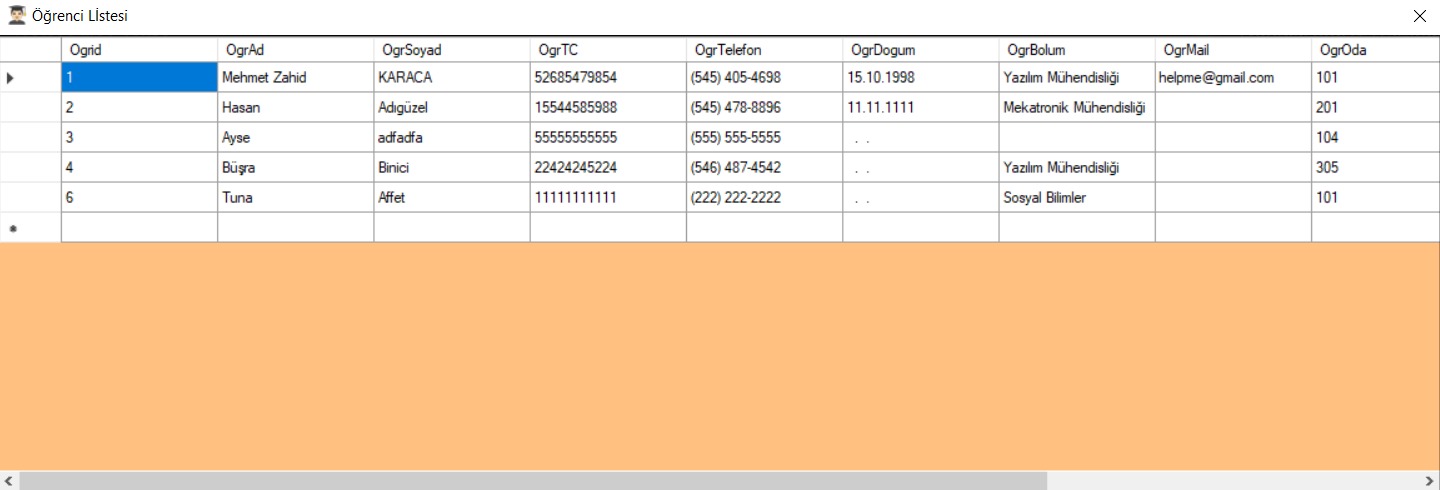 Öğrenci Lİstesi
Ogrid OgrAd OgrSoyad OgrTC OgrTelefon OgrDogum OgrBolum OgrMail OgrOda
1 Mehmet Zahid KARACA 52685479854 (545) 405-4698 15.10.1998 Yazılım Mühendisliği helpme@gmail.com 101
2 Hasan Adıgüzel 15544585988 (545) 478-8896 11.11.1111 Mekatronik Mühendisliği 201
3 Ayse adfadfa 55555555555 (555) 555-5555 . . 104
4 Büşra Binici 22424245224 (546) 487-4542 . . Yazılım Mühendisliği 305
6 Tuna Affet 11111111111 (222) 222-2222 . . Sosyal Bilimler 101